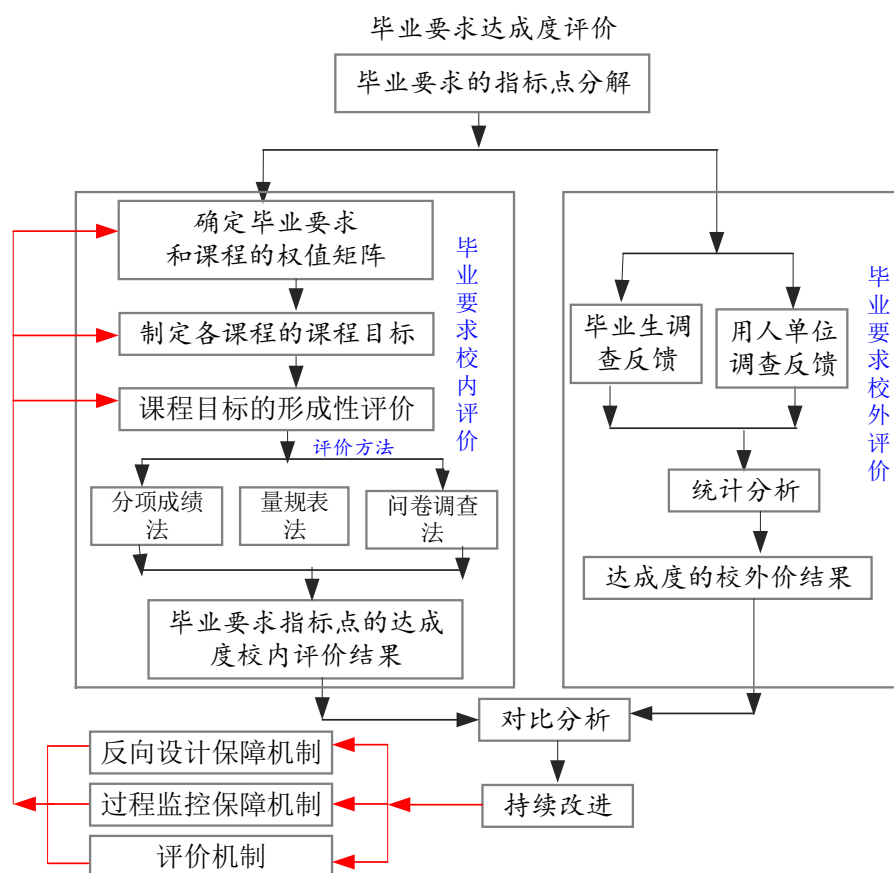 毕业要求达成度评价
毕业要求的指标点分解
确定毕业要求
和课程的权值矩阵
制定各课程的课程目标
课程目标的形成性评价
评价方法
分项成绩
法
量规表
法
问卷调查
法
毕业要求指标点的达成
度校内评价结果
毕业要求校内评价
毕业生调
查反馈
用人单位
调查反馈
统计分析
达成度的校外价结果
毕业要求校外评价
对比分析
持续改进
反向设计保障机制
过程监控保障机制
评价机制